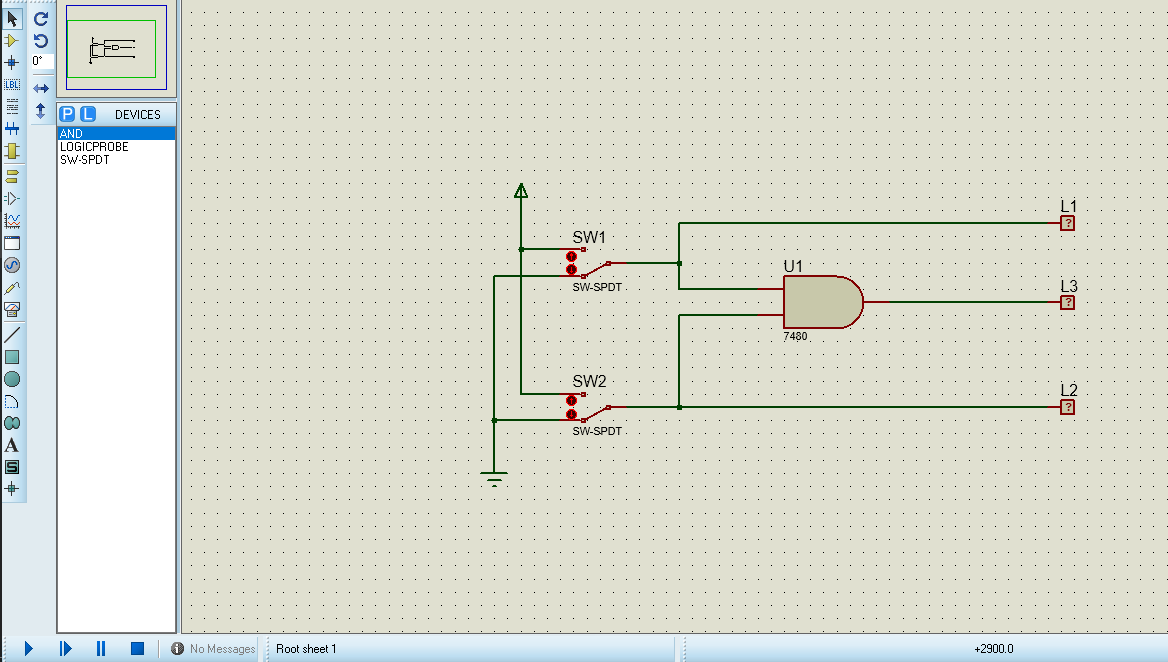 0°
LBL
P L DEVICES
AND
LOGICPROBE
SW-SPDT
A
S
SW1
SW-SPDT
SW2
SW-SPDT
U1
7480
L1
?
L3
?
L2
?
No Messages
Root sheet 1
+2900.0